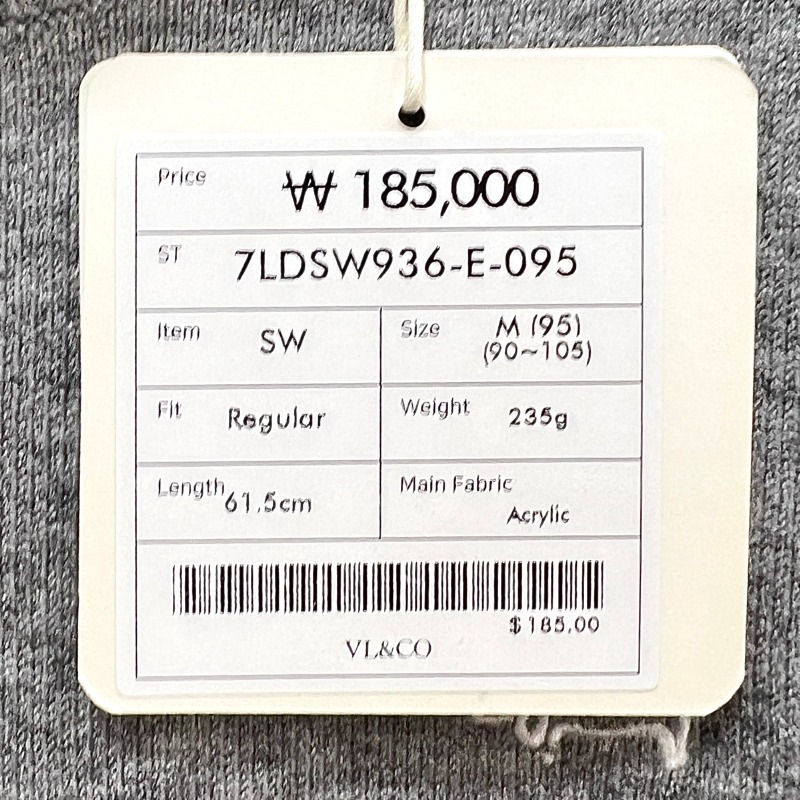 Price ₩ 185,000
ST 7LDSW936-E-095
Item SW
Size M (95)
(90~105)
Fit Regular
Weight 235g
Length 61.5cm
Main Fabric
Acrylic
$185.00
VL&CO